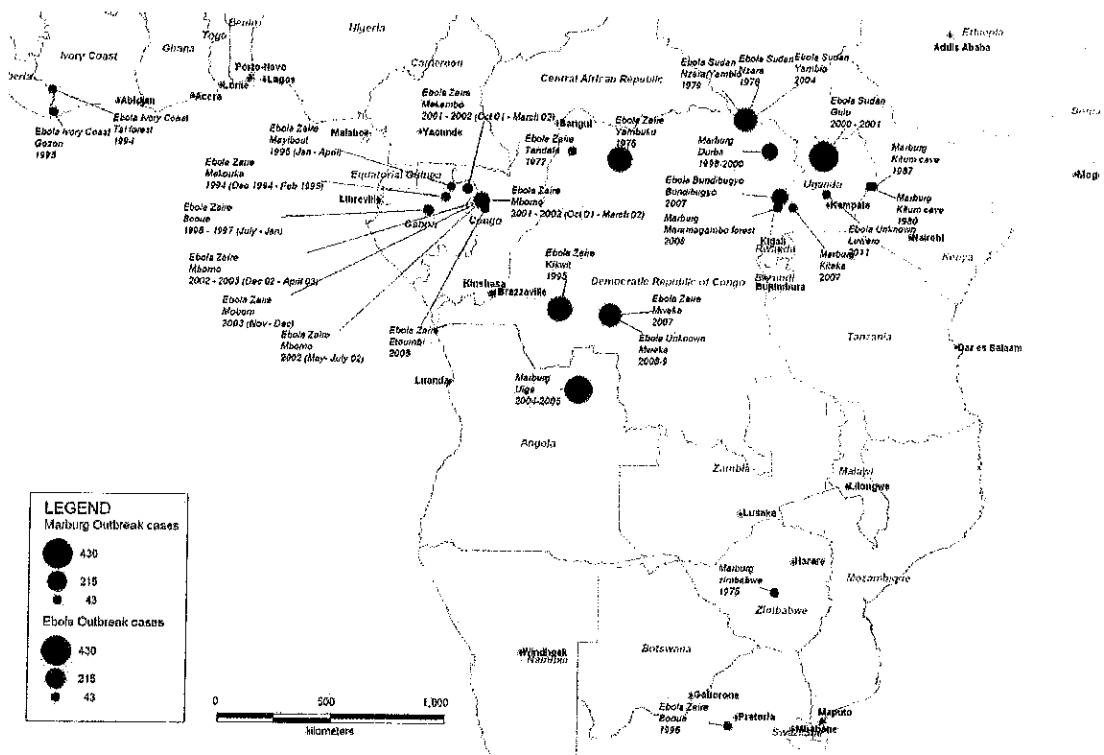 Ethiopia
Addis Ababa
Nigeria
Benin
Togo
Ghana
Ivory Coast
Porto-Novo
Lagos
Lome
Accra
Abidjan
Ebola Ivory Coast
Tai forest
1994
Ebola Ivory Coast
Gozon
1995
Cameroon
Central African Republic
Ebola Sudan
Nzara/Yambio
1979
Ebola Sudan
Nzara
1976
Ebola Sudan
Yambio
2004
Ebola Sudan
Gulu
2000 - 2001
Ebola Zaire
Mekambo
2001 - 2002 (Oct 01 - March 02)
Bangui
Ebola Zaire
Yambuku
1976
Ebola Zaire
Tandala
1977
Malabo
Yaounde
Ebola Zaire
Mayibout
1996 (Jan - April)
Marburg
Durba
1998-2000
Marburg
Kitum cave
1987
Marburg
Kitum cave
1980
Ebola Zaire
Makouka
1994 (Dec 1994 - Feb 1995)
Equatorial Guinea
Libreville
Gabon
Congo
Ebola Zaire
Mbomo
2001 - 2002 (Oct 01 - March 02)
Ebola Bundibugyo
Bundibugyo
2007
Uganda
Kampala
Ebola Zaire
Booue
1996 - 1997 (July - Jan)
Marburg
Maramagambo forest
2008
Ebola Unknown
Luwero
2011
Nairobi
Kenya
Kigali
Rwanda
Marburg
Kitaka
2007
Ebola Zaire
Mbomo
2002 - 2003 (Dec 02 - April 03)
Ebola Zaire
Kikwit
1995
Democratic Republic of Congo
Burundi
Bujumbura
Kinshasa
Brazzaville
Ebola Zaire
2003 (Nov - Dec)
Ebola Zaire
Mbomo
2002 (May- July 02)
Ebola Zaire
Etoumbi
2005
Ebola Zaire
Mweka
2007
Ebola Unknown
Mweka
2008-9
Tanzania
Dar es Salaam
Luanda
Marburg
Uige
2004-2005
Angola
Zambia
Malawi
Lilongwe
Lusaka
Harare
Mozambique
Marburg
Zimbabwe
1975
Zimbabwe
LEGEND
Marburg Outbreak cases
430
215
43
Ebola Outbreak cases
430
215
43
Windhoek
Namibia
Botswana
Gaborone
Ebola Zaire
Booue
1996
Pretoria
Maputo
Mbabane
0
500
1,000
kilometers